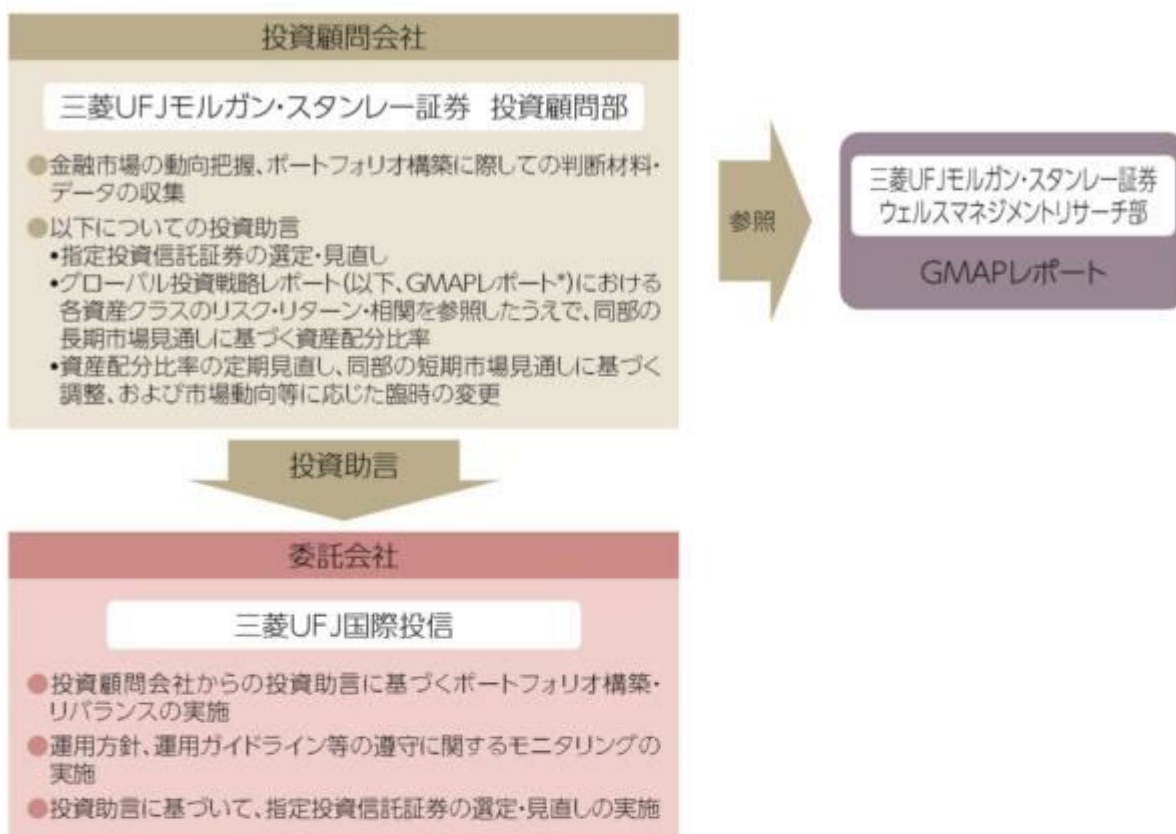 投資顧問会社
三菱UFJモルガン・スタンレー証券 投資顧問部
●金融市場の動向把握、ポートフォリオ構築に際しての判断材料・
データの収集
●以下についての投資助言
•指定投資信託証券の選定・見直し
•グローバル投資戦略レポート(以下、GMAPレポート*)における
各資産クラスのリスク・リターン・相関を参照したうえで、同部の
長期市場見通しに基づく資産配分比率
•資産配分比率の定期見直し、同部の短期市場見通しに基づく
調整、および市場動向等に応じた臨時の変更
参照
三菱UFJモルガン・スタンレー証券
ウェルスマネジメントリサーチ部
GMAPレポート
投資助言
委託会社
三菱UFJ国際投信
●投資顧問会社からの投資助言に基づくポートフォリオ構築・
リバランスの実施
●運用方針、運用ガイドライン等の遵守に関するモニタリングの
実施
●投資助言に基づいて、指定投資信託証券の選定・見直しの実施